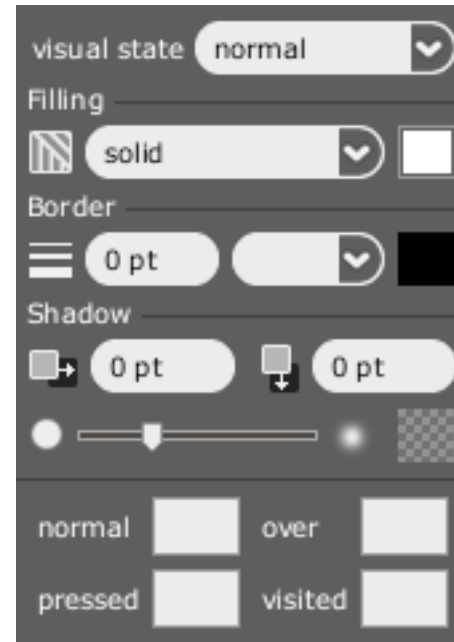 visual state normal
Filling
solid
Border
0 pt
Shadow
0 pt 0 pt
normal over
pressed visited